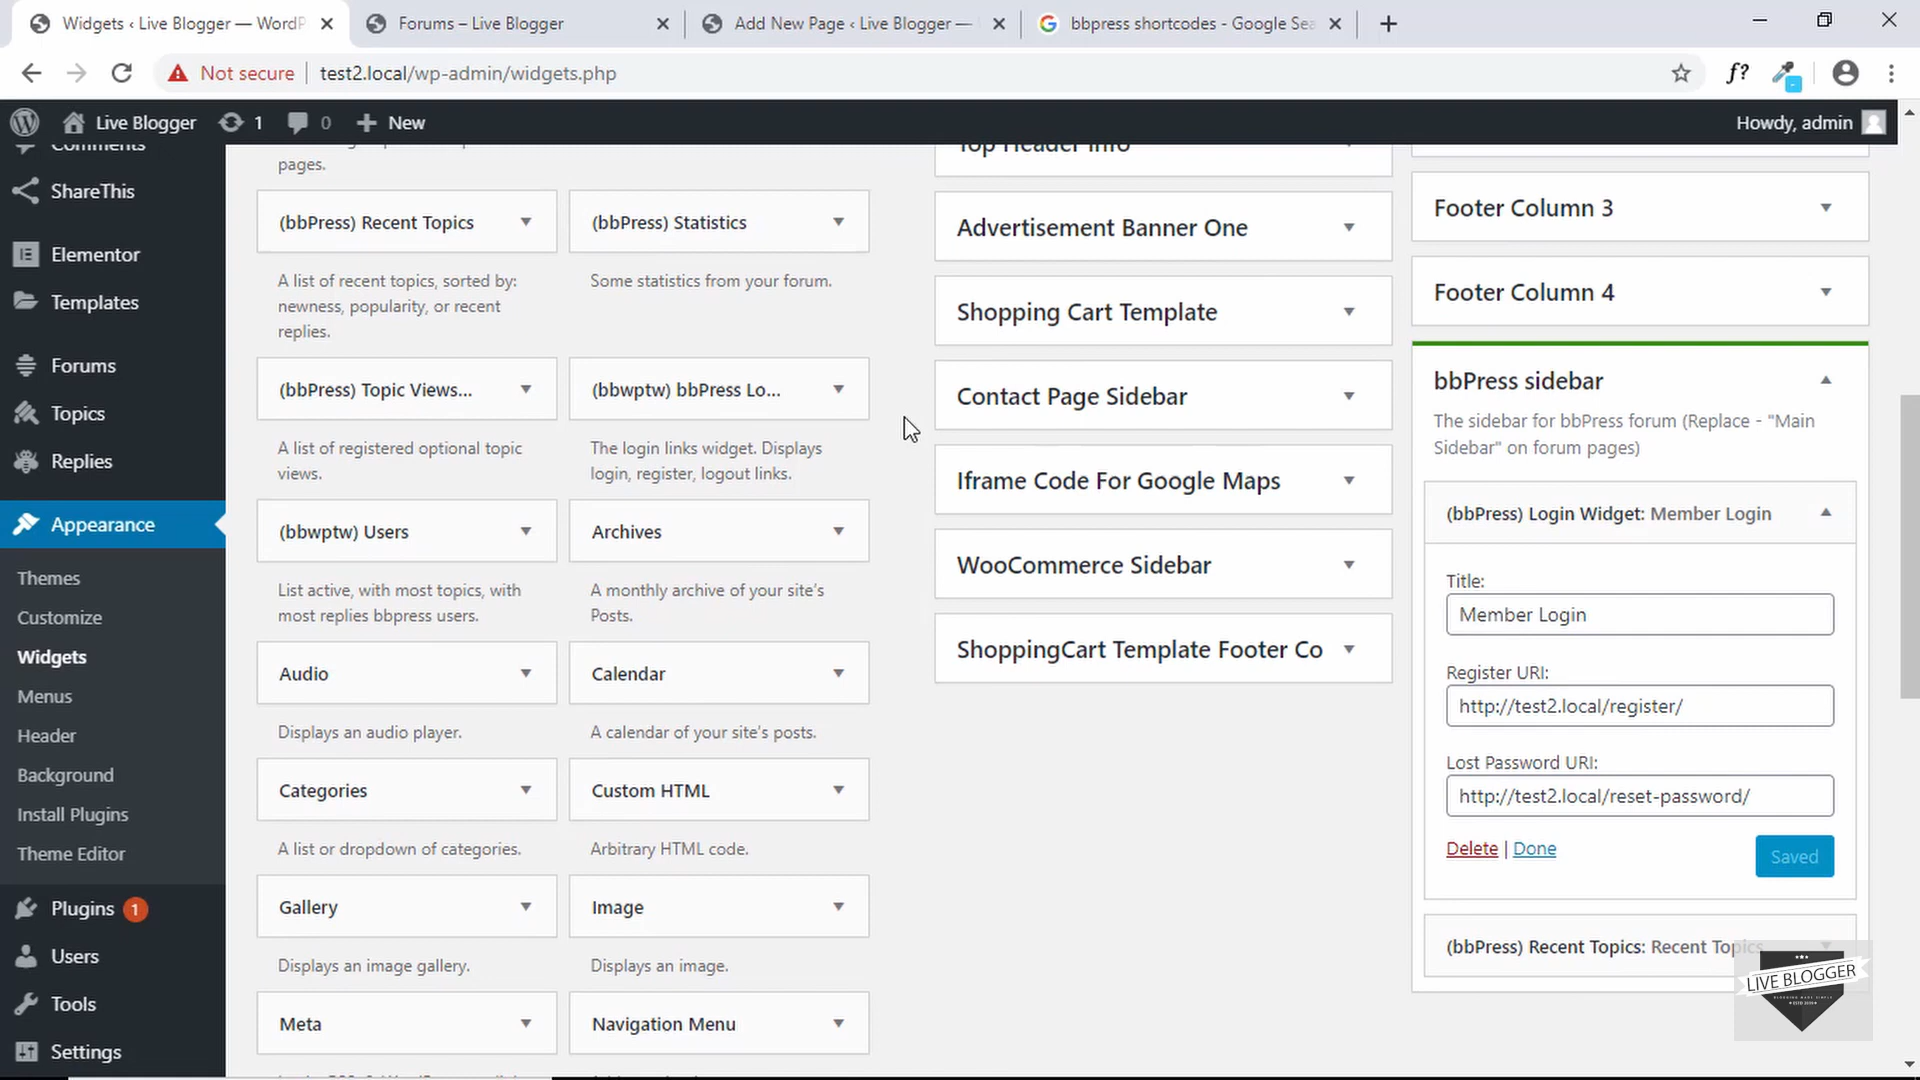 Widgets ‹ Live Blogger — WordP
Forums – Live Blogger
Add New Page ‹ Live Blogger —
bbpress shortcodes - Google Sea
Not secure
test2.local/wp-admin/widgets.php
f?
Live Blogger
1
0
New
Howdy, admin
Comments
ShareThis
Elementor
Templates
Forums
Topics
Replies
Appearance
Themes
Customize
Widgets
Menus
Header
Background
Install Plugins
Theme Editor
Plugins 1
Users
Tools
Settings
pages.
(bbPress) Recent Topics
A list of recent topics, sorted by:
newness, popularity, or recent
replies.
(bbPress) Statistics
Some statistics from your forum.
(bbPress) Topic Views...
A list of registered optional topic
views.
(bbwptw) bbPress Lo...
The login links widget. Displays
login, register, logout links.
(bbwptw) Users
List active, with most topics, with
most replies bbpress users.
Archives
A monthly archive of your site's
Posts.
Audio
Displays an audio player.
Calendar
A calendar of your site's posts.
Categories
A list or dropdown of categories.
Custom HTML
Arbitrary HTML code.
Gallery
Displays an image gallery.
Image
Displays an image.
Meta
Navigation Menu
Top Header Info
Advertisement Banner One
Shopping Cart Template
Contact Page Sidebar
Iframe Code For Google Maps
WooCommerce Sidebar
ShoppingCart Template Footer Co
Footer Column 3
Footer Column 4
bbPress sidebar
The sidebar for bbPress forum (Replace - "Main
Sidebar" on forum pages)
(bbPress) Login Widget: Member Login
Title:
Member Login
Register URI:
http://test2.local/register/
Lost Password URI:
http://test2.local/reset-password/
Delete | Done
Saved
(bbPress) Recent Topics: Recent Topics
LIVE BLOGGER